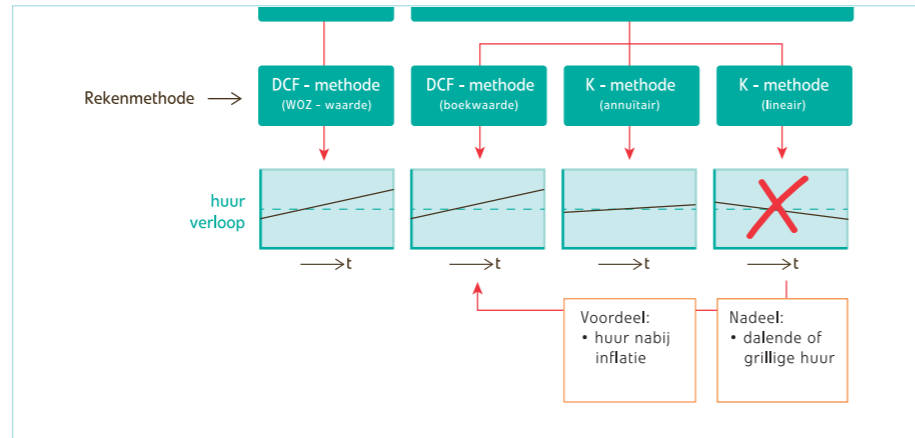 Rekenmethode
DCF - methode
(WOZ - waarde)
DCF - methode
(boekwaarde)
K - methode
(annuïtair)
K - methode
(lineair)
huur
verloop
t
t
t
t
Voordeel:
• huur nabij
inflatie
Nadeel:
• dalende of
grillige huur